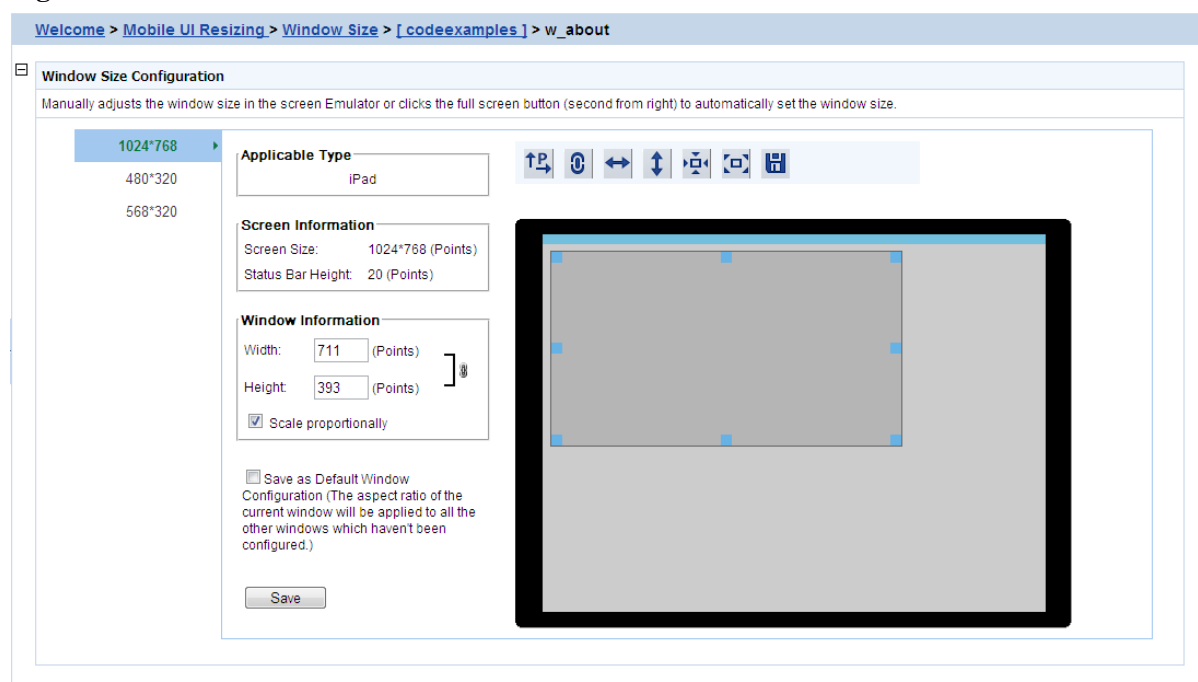 Welcome > Mobile UI Resizing > Window Size > [ codeexamples ] > w_about
Window Size Configuration
Manually adjusts the window size in the screen Emulator or clicks the full screen button (second from right) to automatically set the window size.
1024*768
480*320
568*320
Applicable Type
iPad
Screen Information
Screen Size: 1024*768 (Points)
Status Bar Height: 20 (Points)
Window Information
Width: 711 (Points)
Height: 393 (Points)
Scale proportionally
Save as Default Window
Configuration (The aspect ratio of the
current window will be applied to all the
other windows which haven't been
configured.)
Save
P